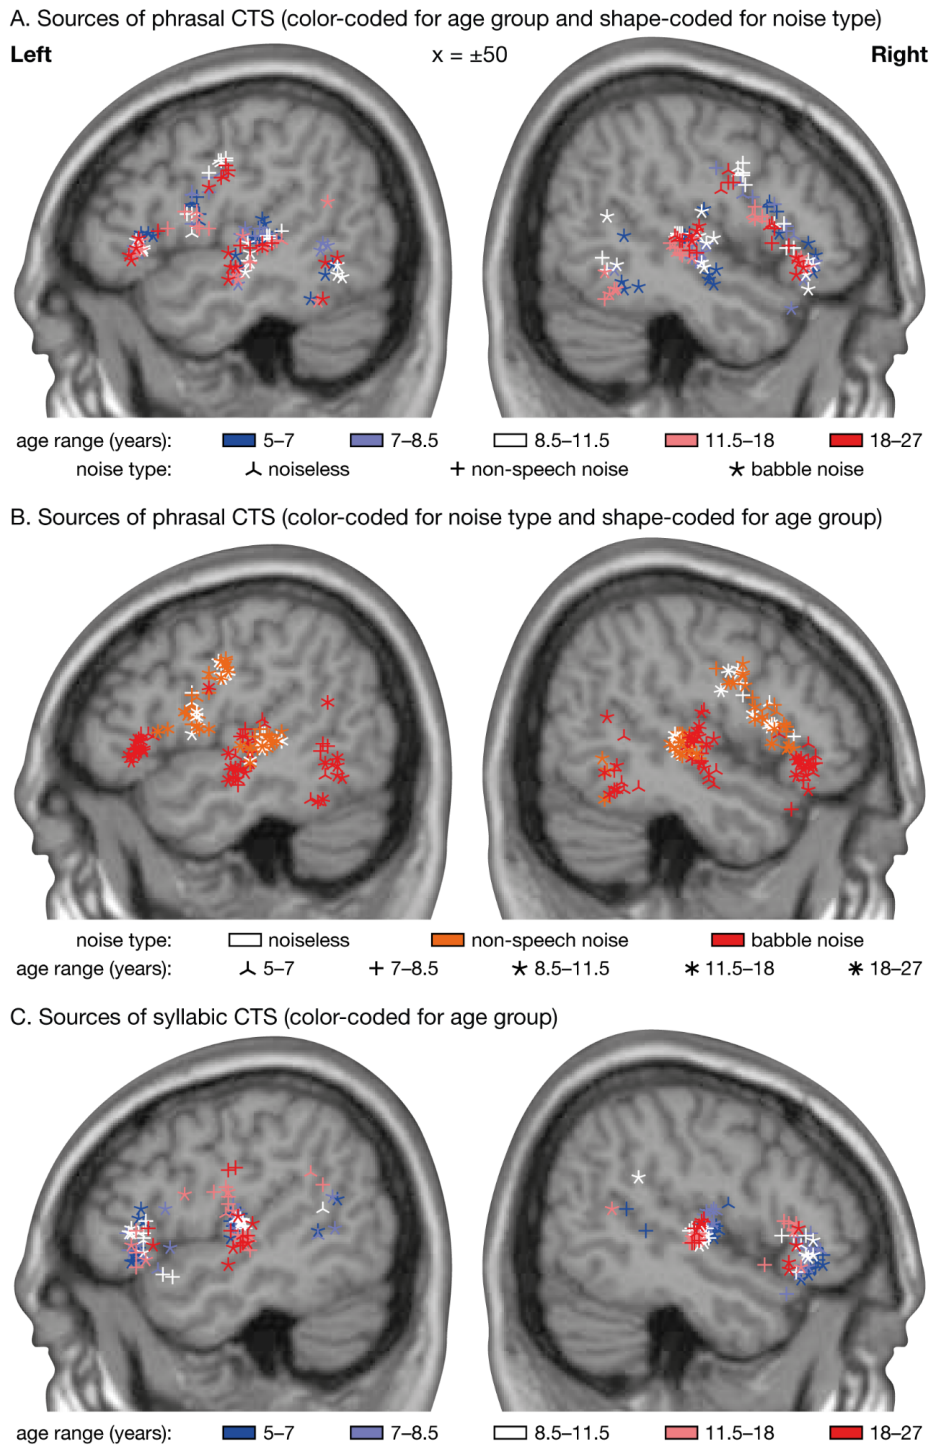 A. Sources of phrasal CTS (color-coded for age group and shape-coded for noise type)
Left x = ±50 Right
age range (years): 5–7 7–8.5 8.5–11.5 11.5–18 18–27
noise type: noiseless non-speech noise babble noise
B. Sources of phrasal CTS (color-coded for noise type and shape-coded for age group)
noise type: noiseless non-speech noise babble noise
age range (years): 5–7 7–8.5 8.5–11.5 11.5–18 18–27
C. Sources of syllabic CTS (color-coded for age group)
age range (years): 5–7 7–8.5 8.5–11.5 11.5–18 18–27